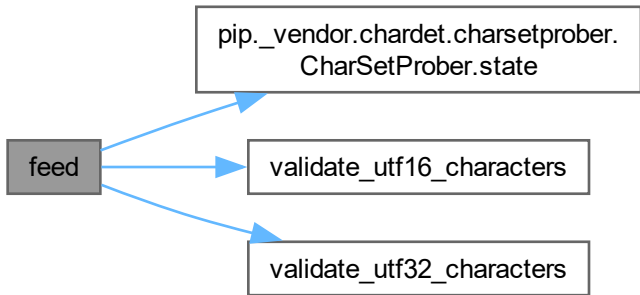 pip._vendor.chardet.charsetprober.
CharSetProber.state
feed
validate_utf16_characters
validate_utf32_characters